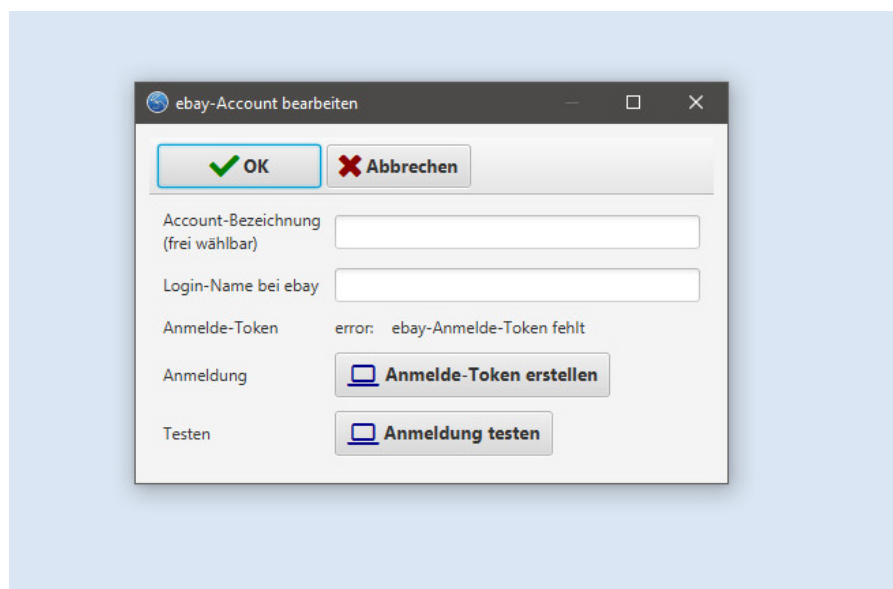 ebay-Account bearbeiten
OK
Abbrechen
Account-Bezeichnung
(frei wählbar)
Login-Name bei ebay
Anmelde-Token error: ebay-Anmelde-Token fehlt
Anmeldung Anmelde-Token erstellen
Testen Anmeldung testen